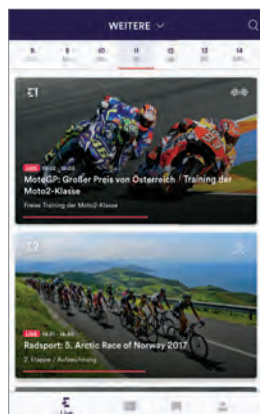 WEITERE
8. 9 10. 11 12. 13 14
LIVE
MotoGP: Großer Preis von Österreich / Training der
Moto2-Klasse
Freies Training der Moto2-Klasse
LIVE
Radsport: 5. Arctic Race of Norway 2017
2. Etappe / Aufzeichnung
Live